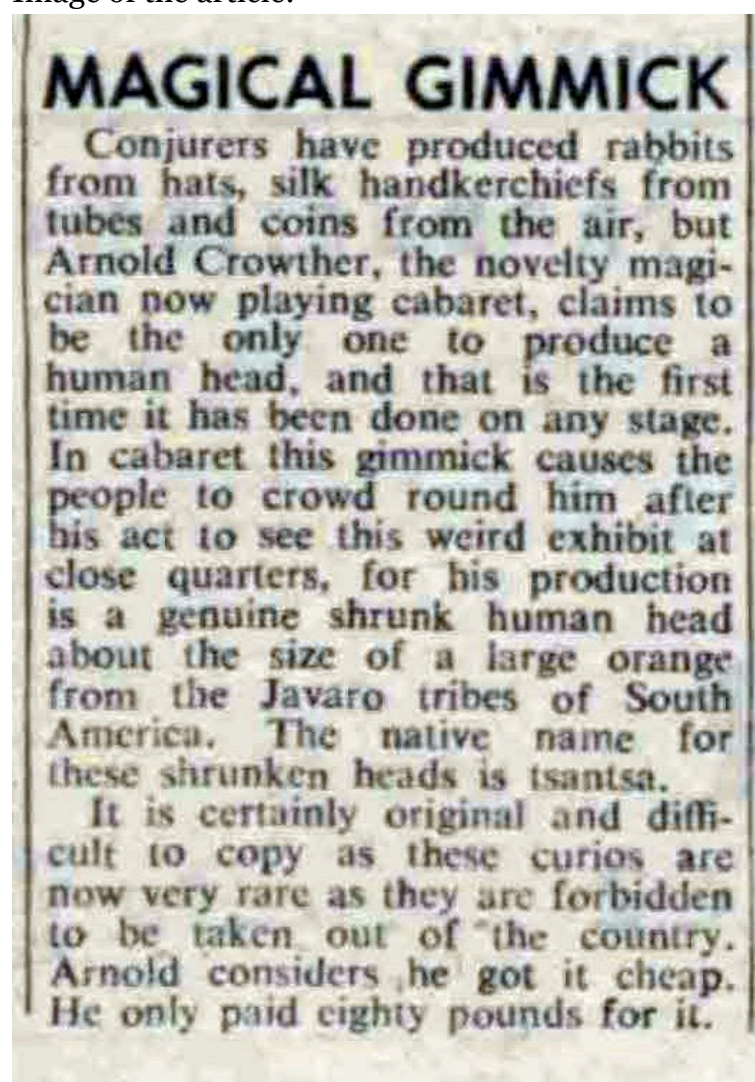 Image of the article:
MAGICAL GIMMICK
Conjurers have produced rabbits
from hats, silk handkerchiefs from
tubes and coins from the air, but
Arnold Crowther, the novelty magi-
cian now playing cabaret, claims to
be the only one to produce a
human head, and that is the first
time it has been done on any stage.
In cabaret this gimmick causes the
people to crowd round him after
his act to see this weird exhibit at
close quarters, for his production
is a genuine shrunk human head
about the size of a large orange
from the Javaro tribes of South
America. The native name for
these shrunken heads is tsantsa.
It is certainly original and diffi-
cult to copy as these curios are
now very rare as they are forbidden
to be taken out of the country.
Arnold considers he got it cheap.
He only paid eighty pounds for it.